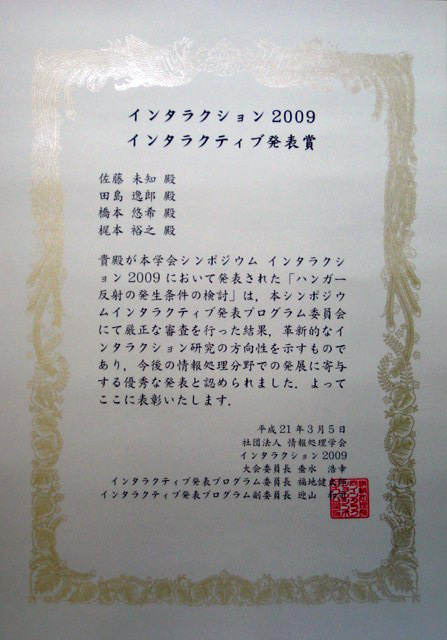 インタラクション 2009
インタラクティブ発表賞
佐藤 未知 殿
田島 逸郎 殿
橋本 悠希 殿
梶本 裕之 殿
貴殿が本学会シンポジウム インタラクシ
ョン2009において発表された「ハンガー
反射の発生条件の検討」は，本シンポジウ
ムインタラクティブ発表プログラム委員会
にて厳正な審査を行った結果，革新的なイ
ンタラクション研究の方向性を示すもので
あり，今後の情報処理分野での発展に寄与
する優秀な発表と認められました．よって
ここに表彰いたします．
平成21年3月5日
社団法人 情報処理学会
インタラクション2009
大会委員長 垂水 浩幸
インタラクティブ発表プログラム委員長 福地健太郎
インタラクティブ発表プログラム副委員長 迎山